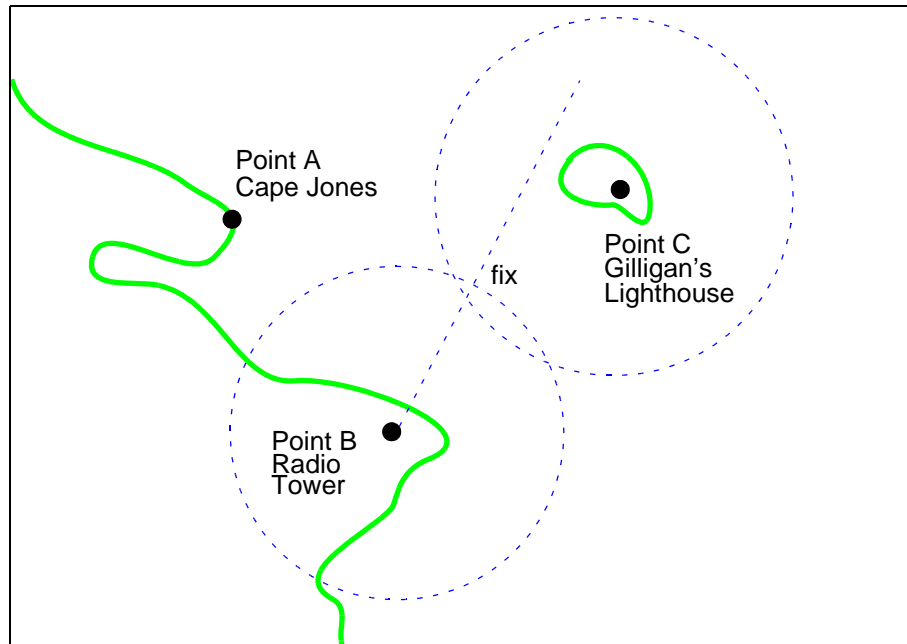 Point A
Cape Jones
fix
Point C
Gilligan's
Lighthouse
Point B
Radio
Tower